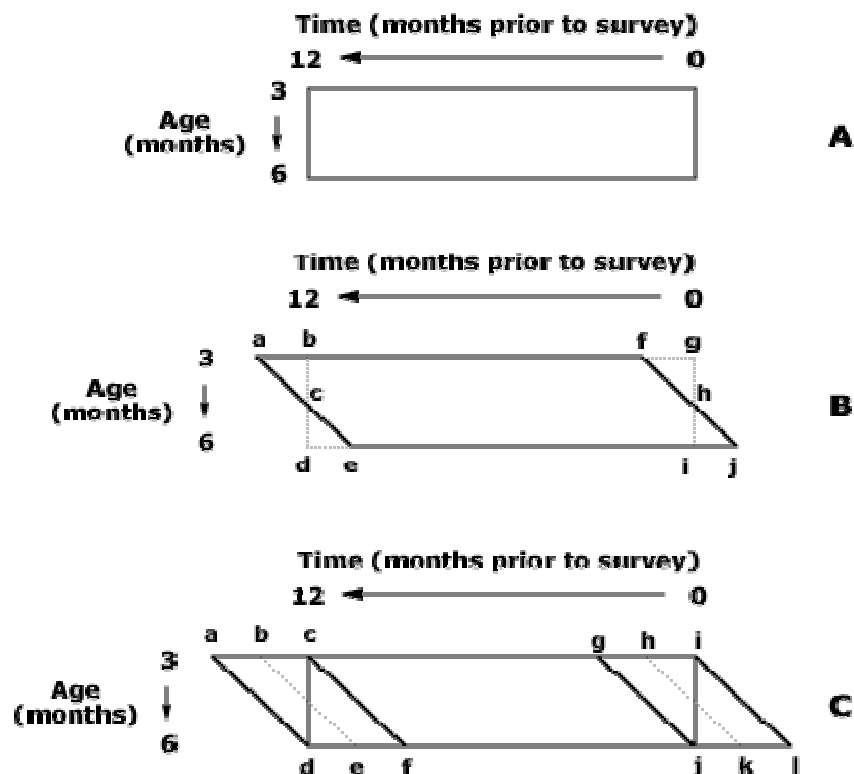 Time (months prior to survey)
12 0
3
Age
(months)
6
A
Time (months prior to survey)
12 0
a b f g
3
Age
(months)
c h
B
6
d e i j
Time (months prior to survey)
12 0
a b c g h i
3
Age
(months)
C
6
d e f j k l